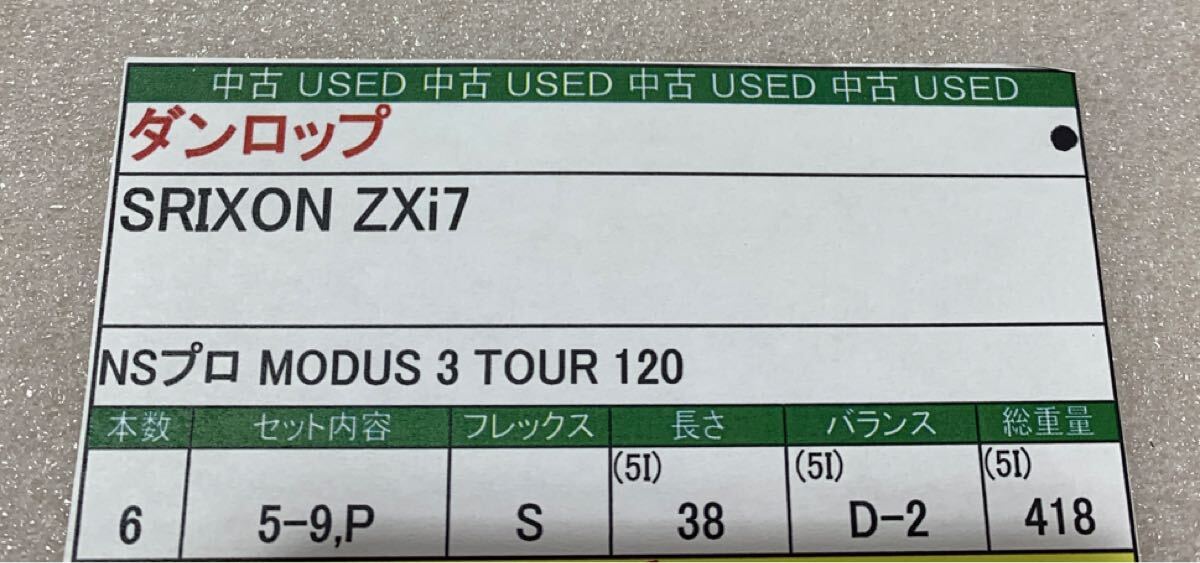 中古 USED 中古 USED 中古 USED 中古 USED
ダンロップ
SRIXON ZXi7
NSプロ MODUS 3 TOUR 120
本数 セット内容 フレックス 長さ バランス 総重量
(5I) (5I) (5I)
6 5-9,P S 38 D-2 418